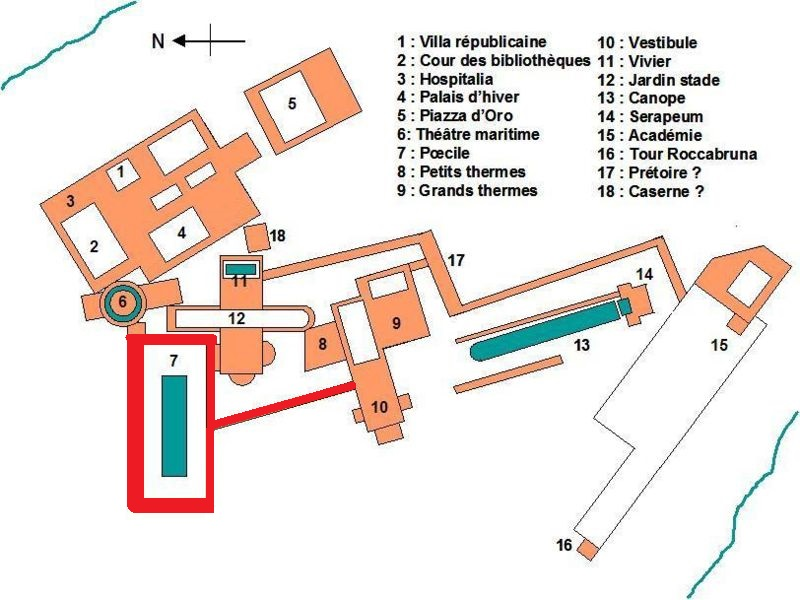 N
1 : Villa républicaine
2 : Cour des bibliothèques
3 : Hospitalia
4 : Palais d'hiver
5 : Piazza d'Oro
6: Théâtre maritime
7 : Pœcile
8 : Petits thermes
9 : Grands thermes
10 : Vestibule
11 : Vivier
12 : Jardin stade
13 : Canope
14 : Serapeum
15 : Académie
16 : Tour Roccabruna
17 : Prétoire ?
18 : Caserne ?
5
1
3
2
4
18
11
17
14
6
12
9
8
13
15
7
10
16